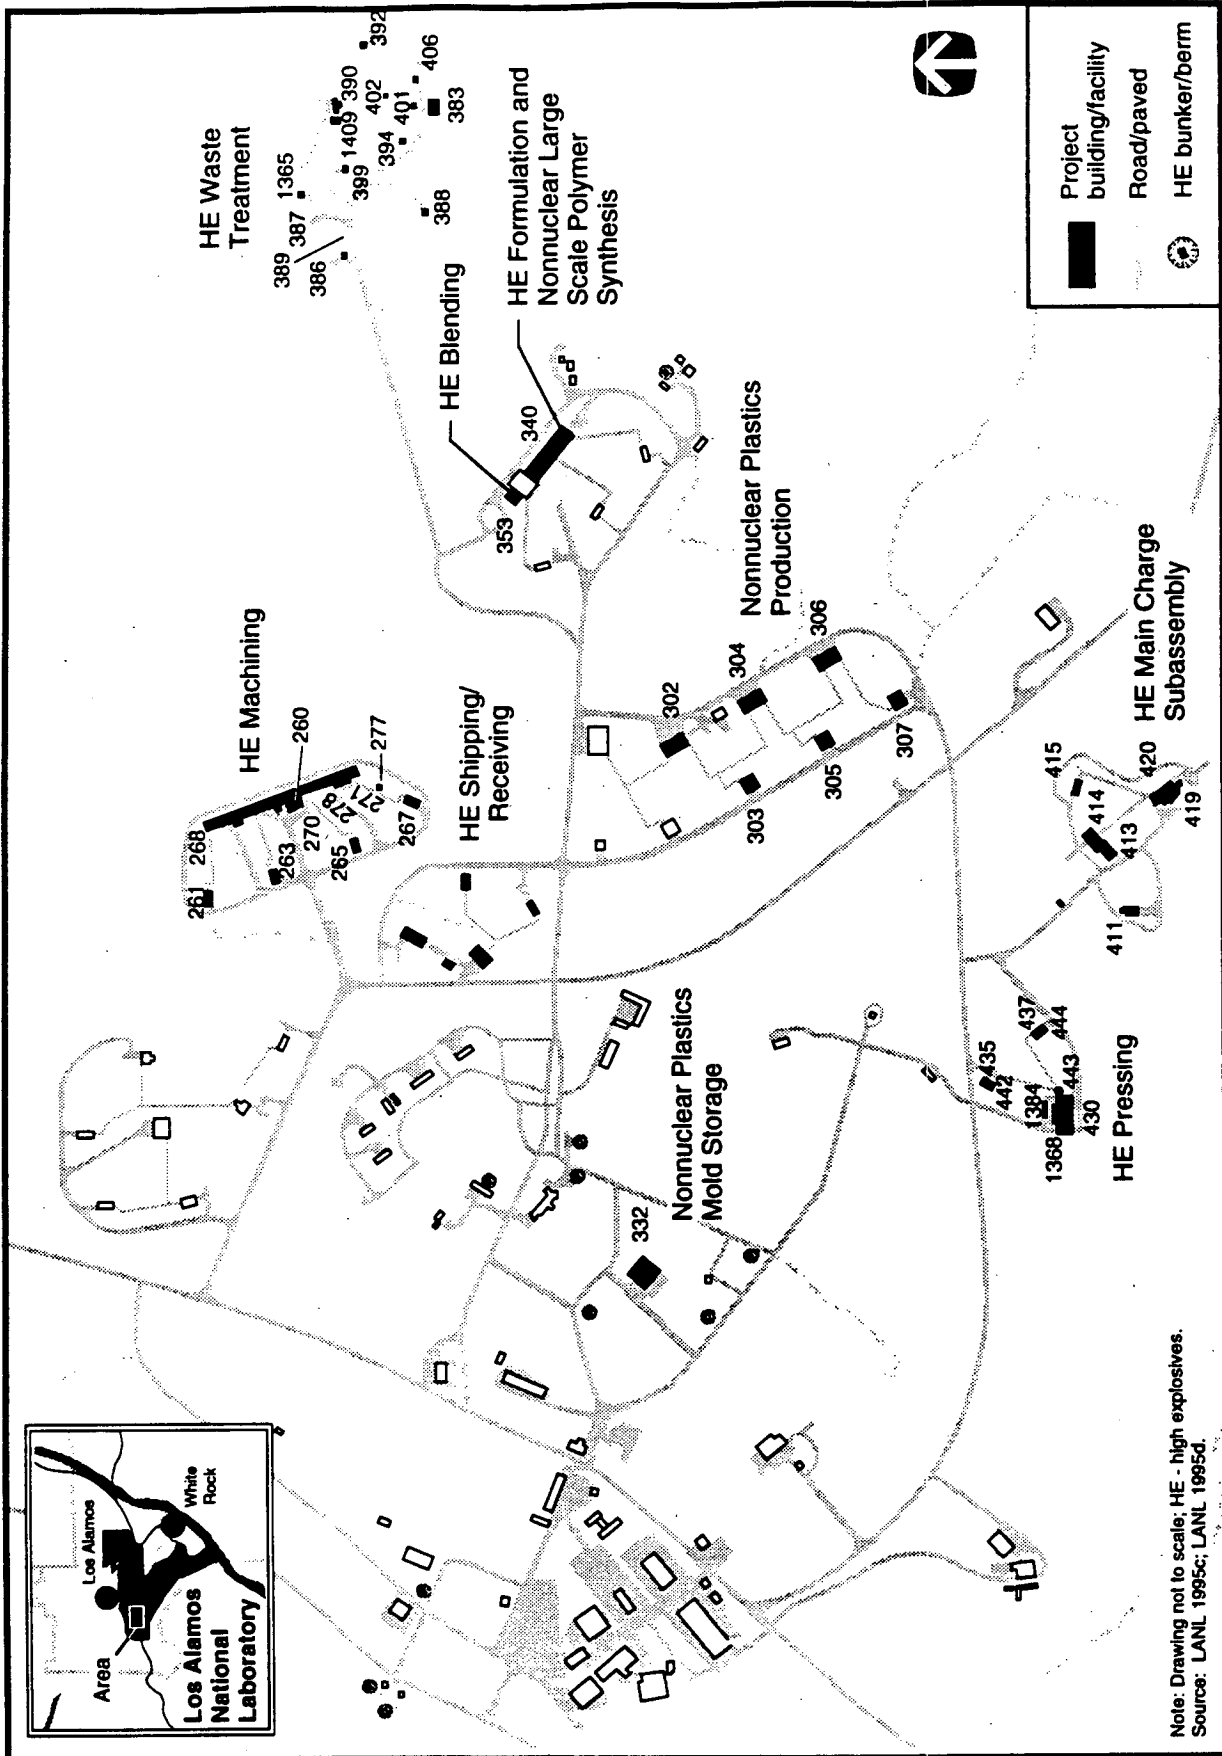 Los Alamos
White
Rock
Area
Los Alamos
National
Laboratory
HE Waste
Treatment
392
390
1409
402
406
1365
399
394
401
383
387
389
386
388
HE Blending
HE Formulation and
Nonnuclear Large
Scale Polymer
Synthesis
353
340
HE Machining
260
277
268
261
263
270
278
271
265
267
HE Shipping/
Receiving
Nonnuclear Plastics
Production
302
304
306
303
305
307
Nonnuclear Plastics
Mold Storage
332
HE Main Charge
Subassembly
415
414
420
413
419
411
HE Pressing
437
444
435
442
443
1384
1368
430
Project
building/facility
Road/paved
HE bunker/berm
Note: Drawing not to scale; HE - high explosives.
Source: LANL 1995c; LANL 1995d.